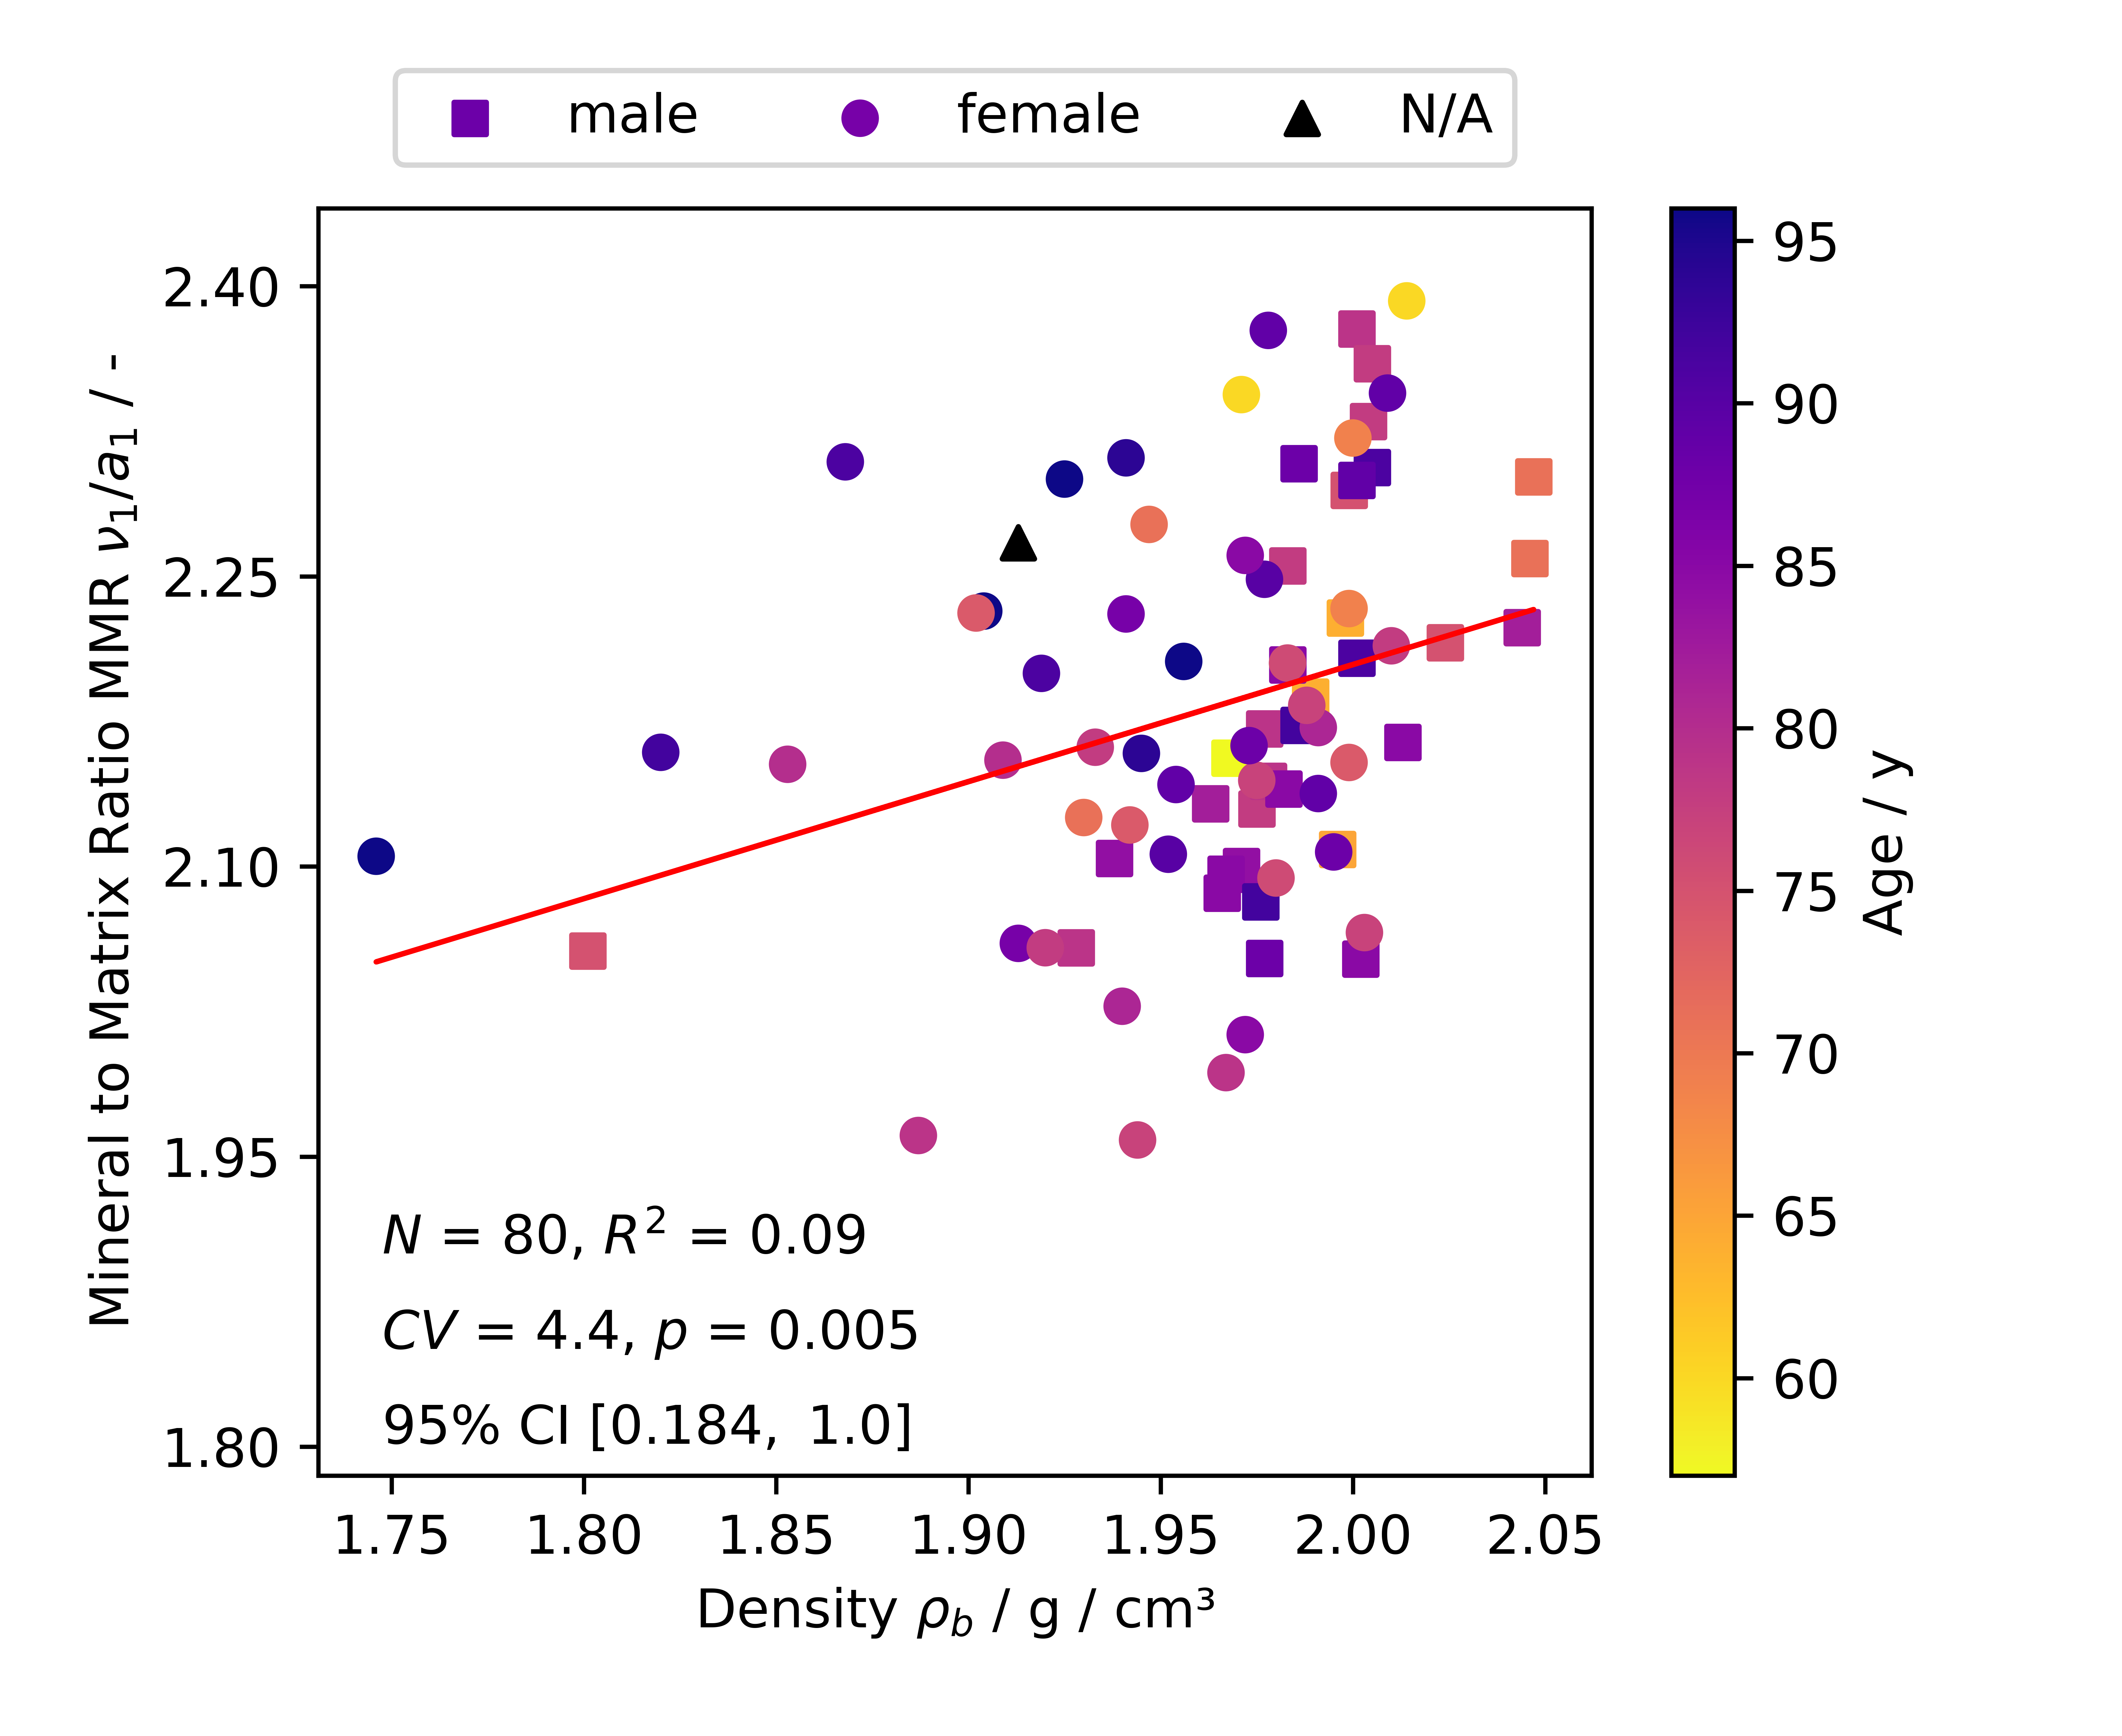 male female N/A
Mineral to Matrix Ratio MMR ν₁/a₁ / -
2.40
2.25
2.10
1.95
1.80
N = 80, R² = 0.09
CV = 4.4, p = 0.005
95% CI [0.184, 1.0]
1.75 1.80 1.85 1.90 1.95 2.00 2.05
Density ρ_b / g / cm³
95
90
85
80
75
70
65
60
Age / y